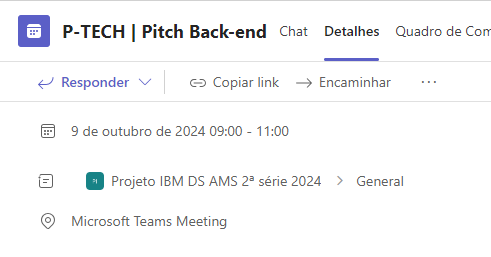 P-TECH | Pitch Back-end Chat Detalhes Quadro de Com
Responder Copiar link Encaminhar ...
9 de outubro de 2024 09:00 - 11:00
PI Projeto IBM DS AMS 2ª série 2024 > General
Microsoft Teams Meeting